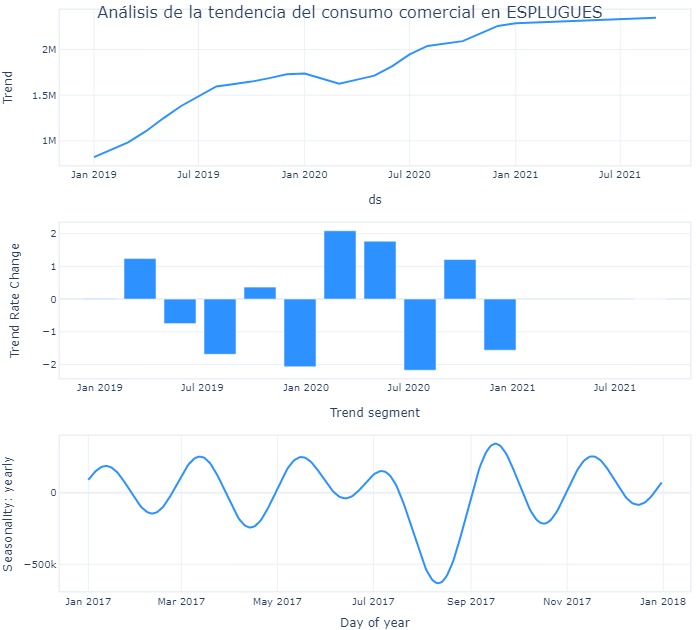 Análisis de la tendencia del consumo comercial en ESPLUGUES
Trend
2M
1.5M
1M
Jan 2019 Jul 2019 Jan 2020 Jul 2020 Jan 2021 Jul 2021
ds
Trend Rate Change
2
1
0
−1
−2
Jan 2019 Jul 2019 Jan 2020 Jul 2020 Jan 2021 Jul 2021
Trend segment
Seasonality: yearly
0
−500k
Jan 2017 Mar 2017 May 2017 Jul 2017 Sep 2017 Nov 2017 Jan 2018
Day of year